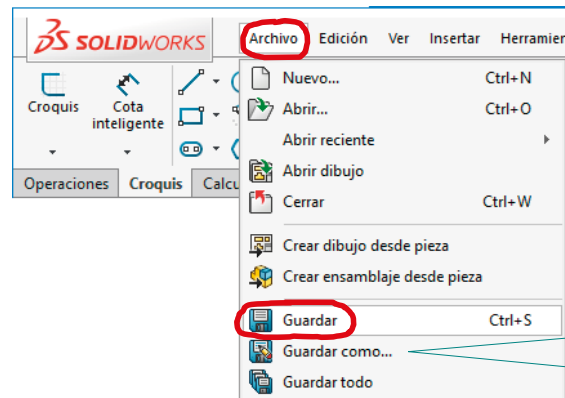 SOLIDWORKS
Archivo Edición Ver Insertar
Croquis
Cota inteligente
Operaciones Croquis
Nuevo... Ctrl+N
Abrir... Ctrl+O
Abrir reciente
Abrir dibujo
Cerrar Ctrl+W
Crear dibujo desde pieza
Crear ensamblaje desde pieza
Guardar Ctrl+S
Guardar como...
Guardar todo